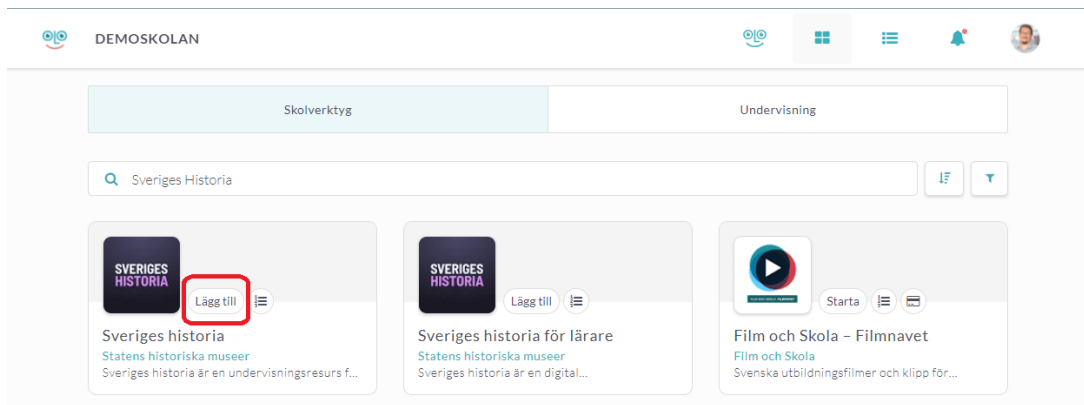 DEMOSKOLAN
Skolverktyg
Undervisning
Sveriges Historia
SVERIGES
HISTORIA
Lägg till
Sveriges historia
Statens historiska museer
Sveriges historia är en undervisningsresurs f...
SVERIGES
HISTORIA
Lägg till
Sveriges historia för lärare
Statens historiska museer
Sveriges historia är en digital...
Starta
Film och Skola – Filmnavet
Film och Skola
Svenska utbildningsfilmer och klipp för...